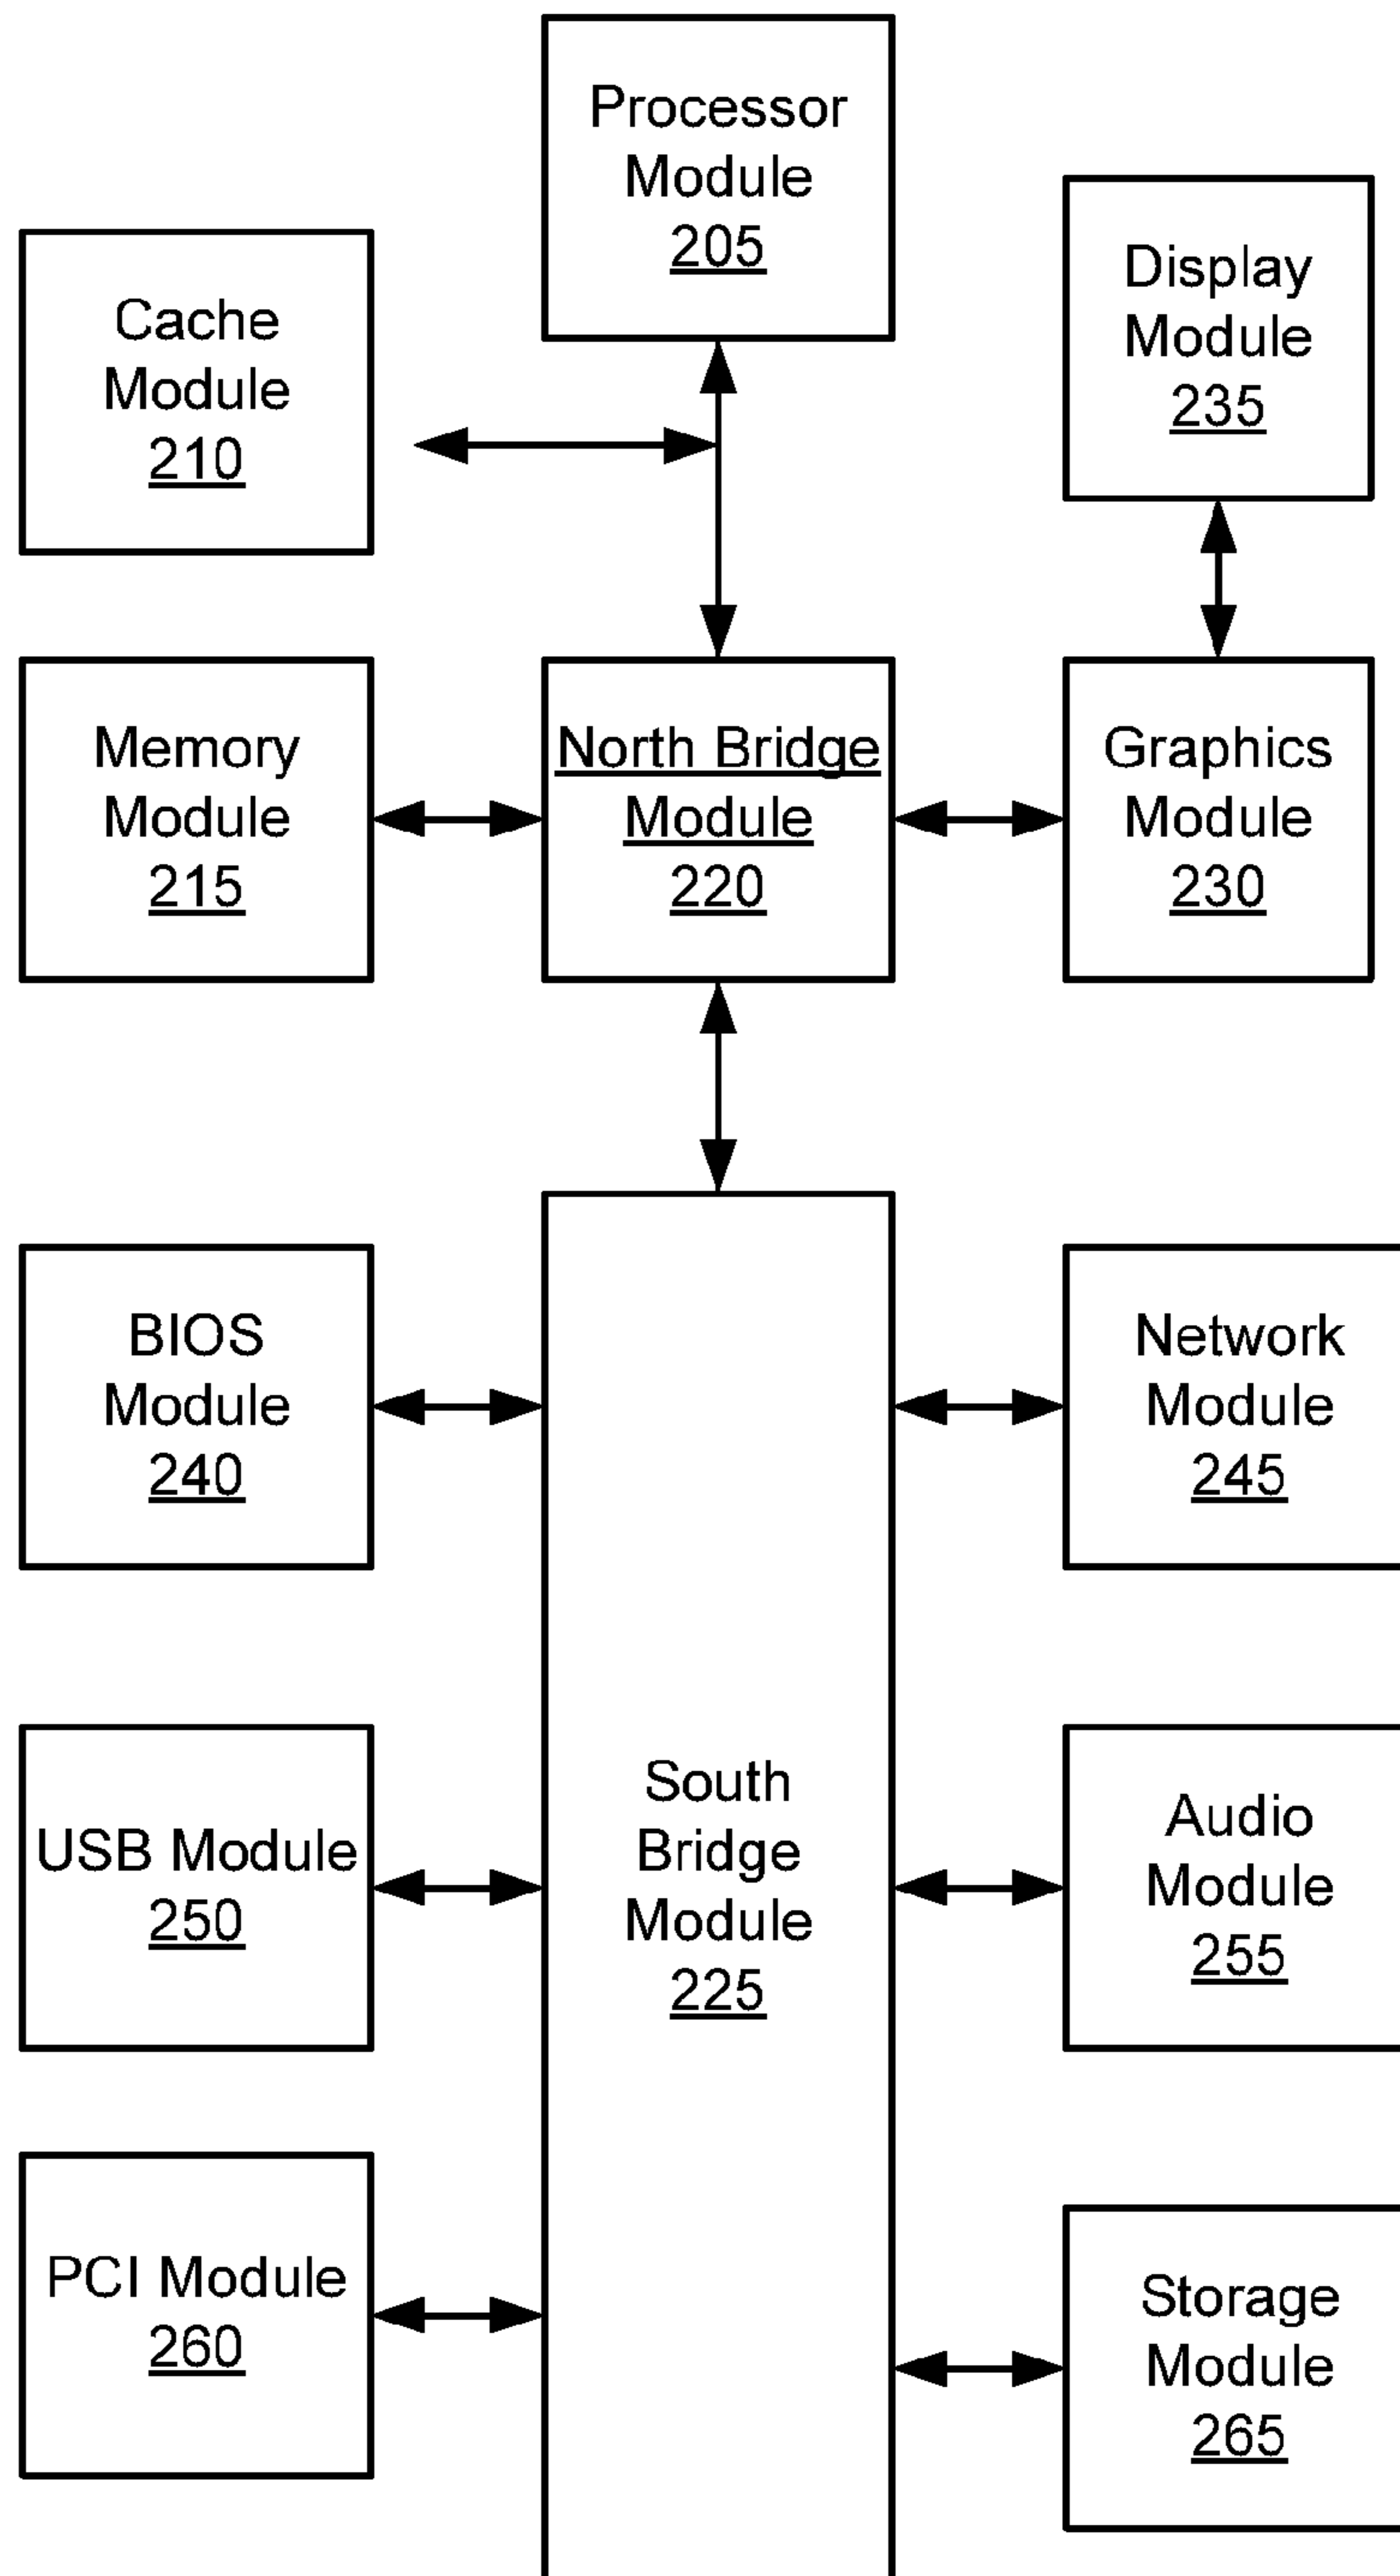 Processor
Module
205
Cache
Module
210
Display
Module
235
Memory
Module
215
North Bridge
Module
220
Graphics
Module
230
BIOS
Module
240
Network
Module
245
USB Module
250
South
Bridge
Module
225
Audio
Module
255
PCI Module
260
Storage
Module
265